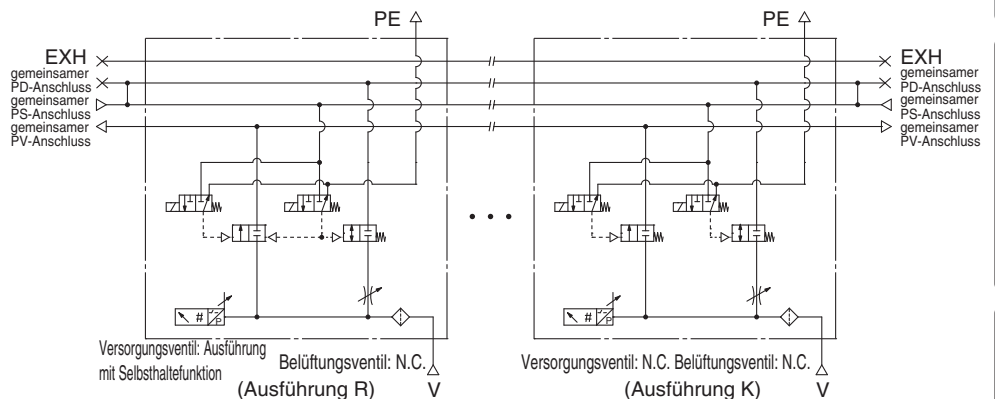 PE
PE
EXH
gemeinsamer
PD-Anschluss
gemeinsamer
PS-Anschluss
gemeinsamer
PV-Anschluss
EXH
gemeinsamer
PD-Anschluss
gemeinsamer
PS-Anschluss
gemeinsamer
PV-Anschluss
• • •
# P
# P
Versorgungsventil: Ausführung
mit Selbsthaltefunktion
Belüftungsventil: N.C.
(Ausführung R)
V
Versorgungsventil: N.C. Belüftungsventil: N.C.
(Ausführung K)
V